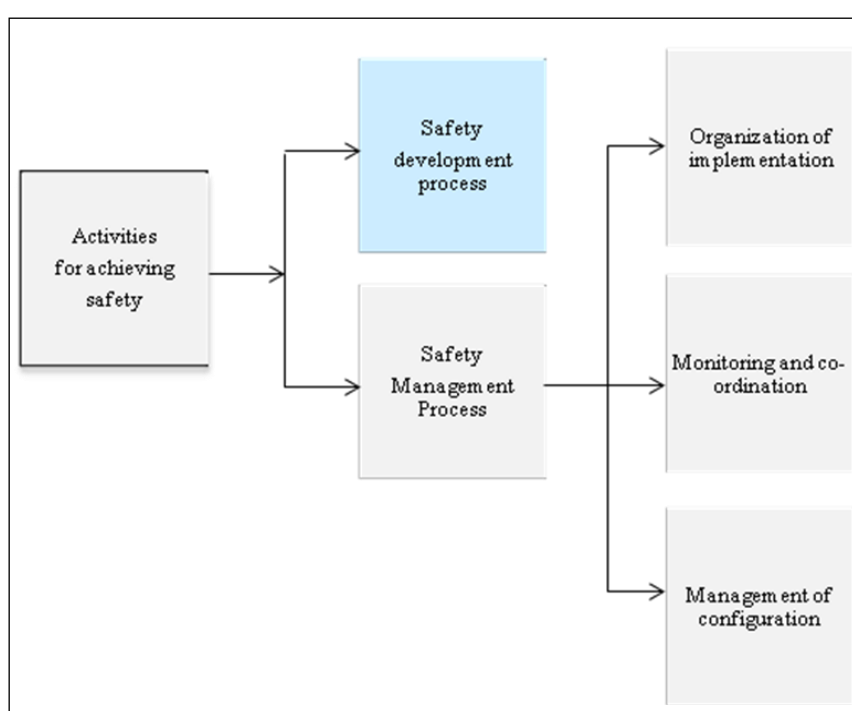 Activities
for achieving
safety
Safety
development
process
Safety
Management
Process
Organization of
implementation
Monitoring and co-
ordination
Management of
configuration